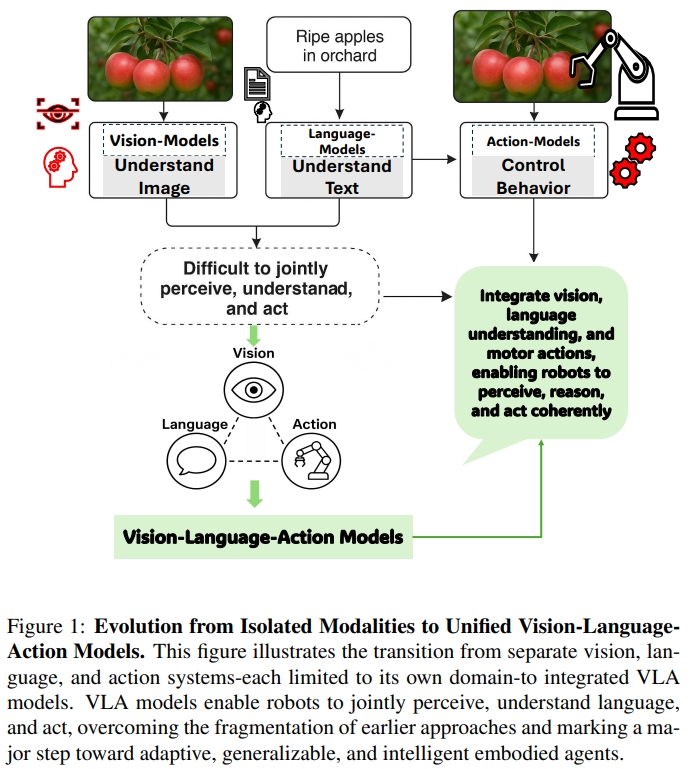 Ripe apples
in orchard
Vision-Models
Understand
Image
Language-
Models
Understand
Text
Action-Models
Control
Behavior
Difficult to jointly
perceive, understanad,
and act
Integrate vision,
language
understanding, and
motor actions,
enabling robots to
perceive, reason,
and act coherently
Vision
Language
Action
Vision-Language-Action Models
Figure 1: Evolution from Isolated Modalities to Unified Vision-Language-
Action Models. This figure illustrates the transition from separate vision, lan-
guage, and action systems-each limited to its own domain-to integrated VLA
models. VLA models enable robots to jointly perceive, understand language,
and act, overcoming the fragmentation of earlier approaches and marking a ma-
jor step toward adaptive, generalizable, and intelligent embodied agents.